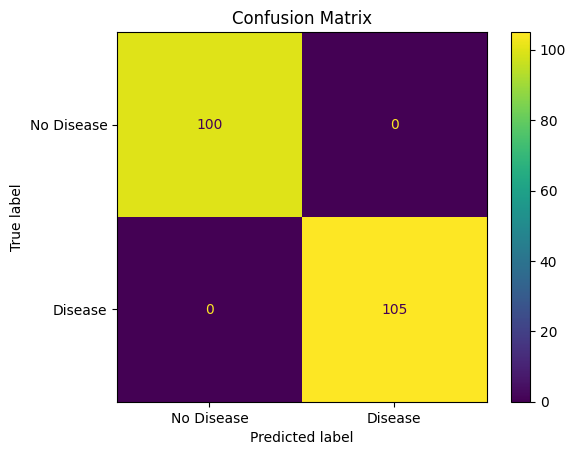 Confusion Matrix
True label
No Disease
Disease
100
0
0
105
No Disease
Disease
Predicted label
100
80
60
40
20
0